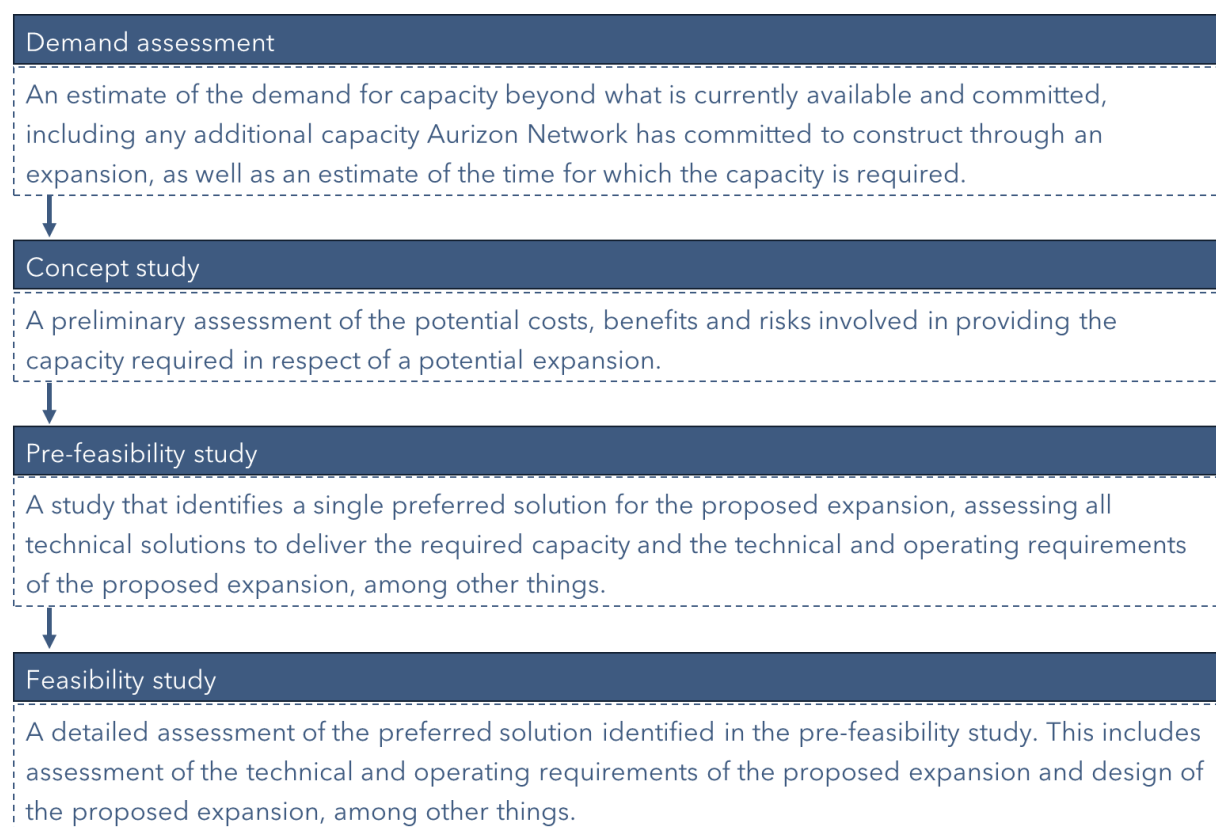 Demand assessment
An estimate of the demand for capacity beyond what is currently available and committed,
including any additional capacity Aurizon Network has committed to construct through an
expansion, as well as an estimate of the time for which the capacity is required.
Concept study
A preliminary assessment of the potential costs, benefits and risks involved in providing the
capacity required in respect of a potential expansion.
Pre-feasibility study
A study that identifies a single preferred solution for the proposed expansion, assessing all
technical solutions to deliver the required capacity and the technical and operating requirements
of the proposed expansion, among other things.
Feasibility study
A detailed assessment of the preferred solution identified in the pre-feasibility study. This includes
assessment of the technical and operating requirements of the proposed expansion and design of
the proposed expansion, among other things.